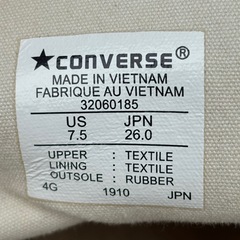 ★CONVERSE®
MADE IN VIETNAM
FABRIQUE AU VIETNAM
32060185
US JPN
7.5 26.0
UPPER : TEXTILE
LINING : TEXTILE
OUTSOLE : RUBBER
4G 1910 JPN